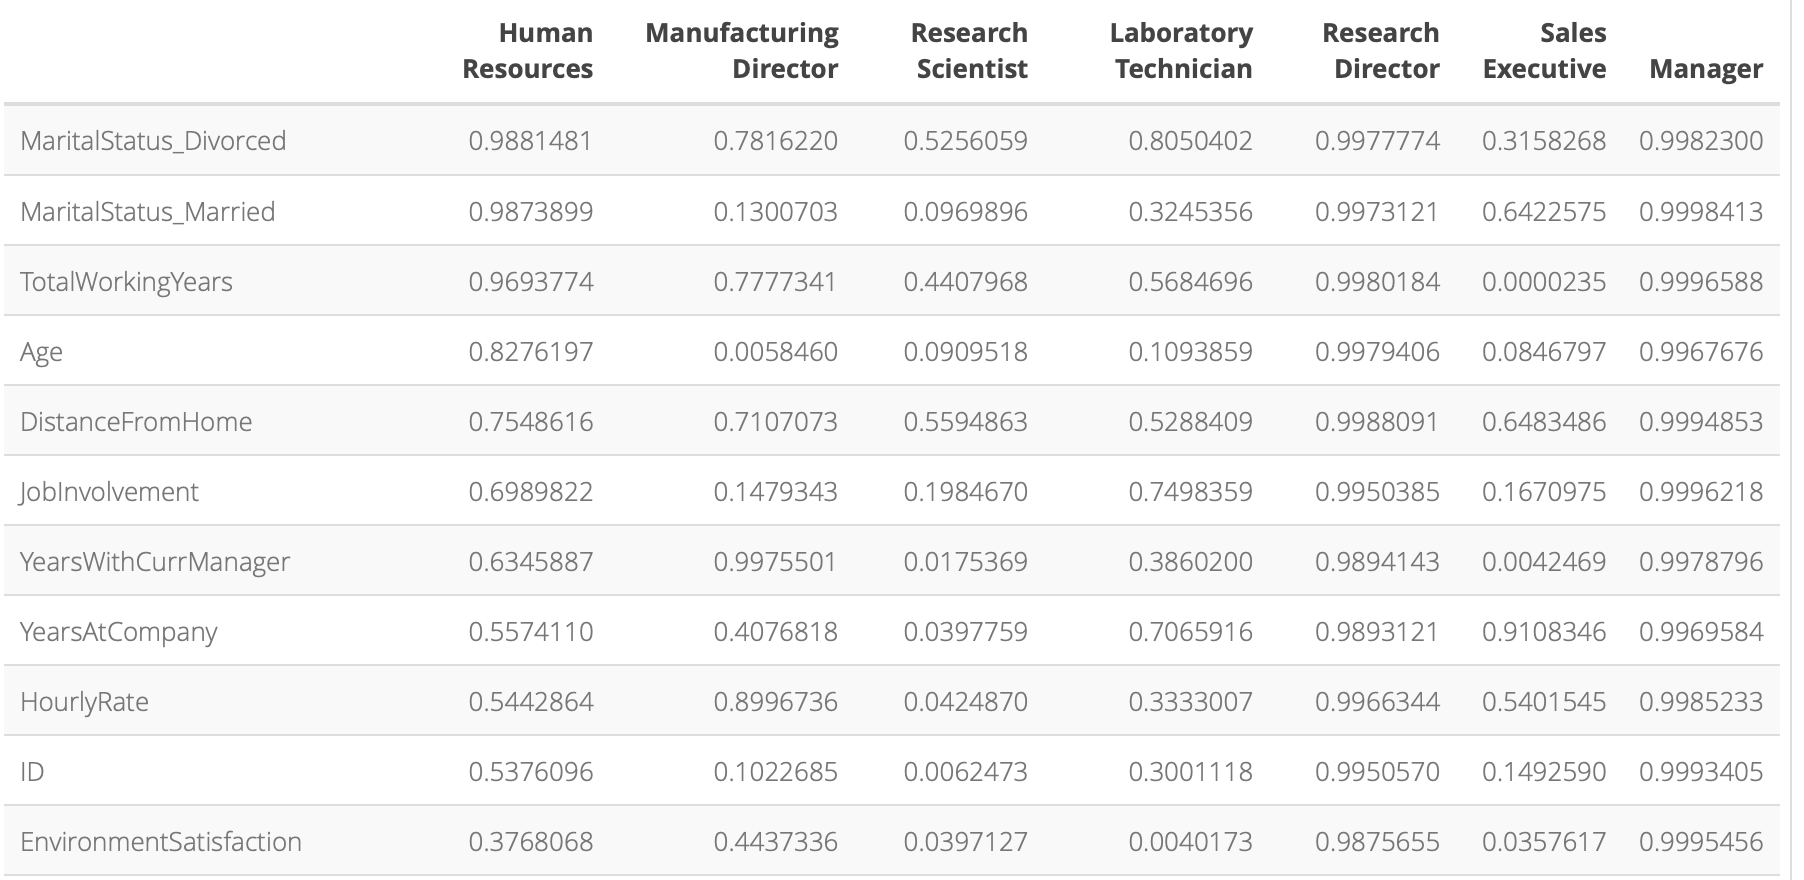 Human Resources Manufacturing Director Research Scientist Laboratory Technician Research Director Sales Executive Manager
MaritalStatus_Divorced 0.9881481 0.7816220 0.5256059 0.8050402 0.9977774 0.3158268 0.9982300
MaritalStatus_Married 0.9873899 0.1300703 0.0969896 0.3245356 0.9973121 0.6422575 0.9998413
TotalWorkingYears 0.9693774 0.7777341 0.4407968 0.5684696 0.9980184 0.0000235 0.9996588
Age 0.8276197 0.0058460 0.0909518 0.1093859 0.9979406 0.0846797 0.9967676
DistanceFromHome 0.7548616 0.7107073 0.5594863 0.5288409 0.9988091 0.6483486 0.9994853
JobInvolvement 0.6989822 0.1479343 0.1984670 0.7498359 0.9950385 0.1670975 0.9996218
YearsWithCurrManager 0.6345887 0.9975501 0.0175369 0.3860200 0.9894143 0.0042469 0.9978796
YearsAtCompany 0.5574110 0.4076818 0.0397759 0.7065916 0.9893121 0.9108346 0.9969584
HourlyRate 0.5442864 0.8996736 0.0424870 0.3333007 0.9966344 0.5401545 0.9985233
ID 0.5376096 0.1022685 0.0062473 0.3001118 0.9950570 0.1492590 0.9993405
EnvironmentSatisfaction 0.3768068 0.4437336 0.0397127 0.0040173 0.9875655 0.0357617 0.9995456